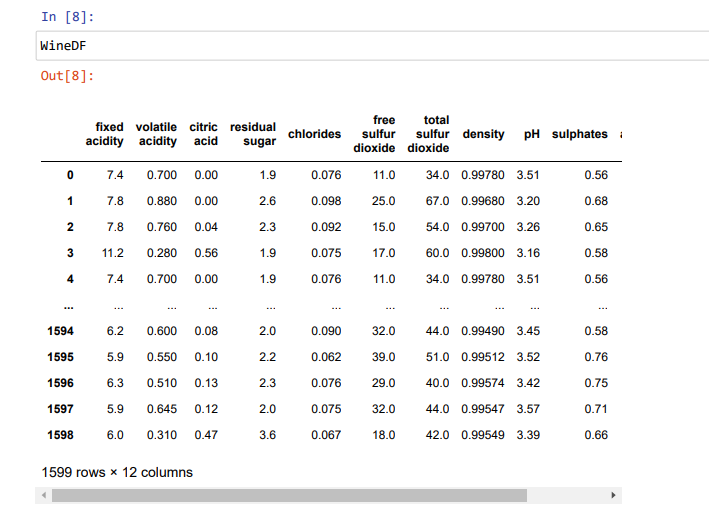 In [8]:
WineDF
Out[8]:
fixed acidity volatile acidity citric acid residual sugar chlorides free sulfur dioxide total sulfur dioxide density pH sulphates
0 7.4 0.700 0.00 1.9 0.076 11.0 34.0 0.99780 3.51 0.56
1 7.8 0.880 0.00 2.6 0.098 25.0 67.0 0.99680 3.20 0.68
2 7.8 0.760 0.04 2.3 0.092 15.0 54.0 0.99700 3.26 0.65
3 11.2 0.280 0.56 1.9 0.075 17.0 60.0 0.99800 3.16 0.58
4 7.4 0.700 0.00 1.9 0.076 11.0 34.0 0.99780 3.51 0.56
... ... ... ... ... ... ... ... ... ... ...
1594 6.2 0.600 0.08 2.0 0.090 32.0 44.0 0.99490 3.45 0.58
1595 5.9 0.550 0.10 2.2 0.062 39.0 51.0 0.99512 3.52 0.76
1596 6.3 0.510 0.13 2.3 0.076 29.0 40.0 0.99574 3.42 0.75
1597 5.9 0.645 0.12 2.0 0.075 32.0 44.0 0.99547 3.57 0.71
1598 6.0 0.310 0.47 3.6 0.067 18.0 42.0 0.99549 3.39 0.66
1599 rows × 12 columns